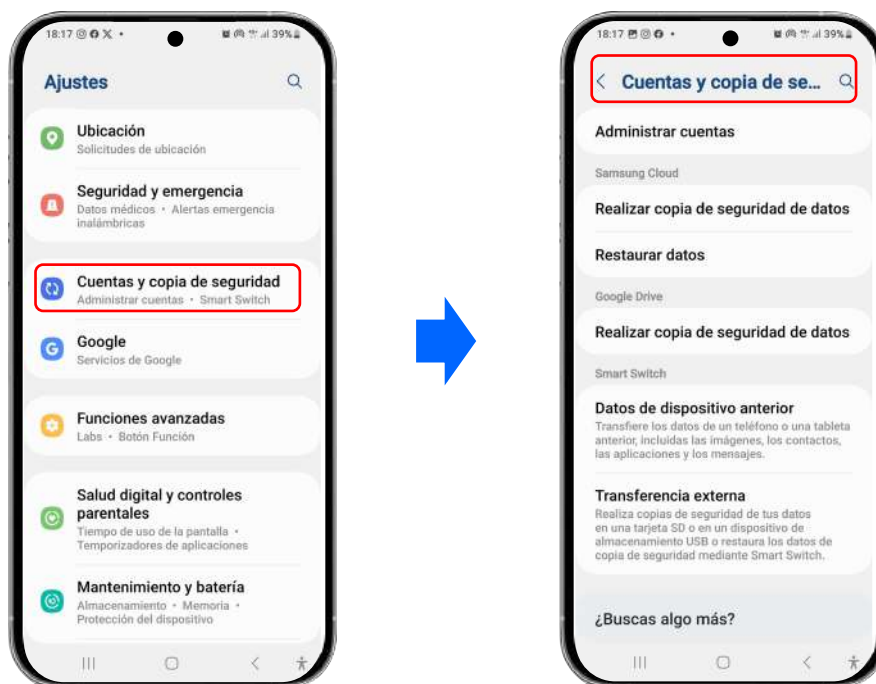 18:17
39%
Ajustes
Ubicación
Solicitudes de ubicación
Seguridad y emergencia
Datos médicos • Alertas emergencia
inalámbricas
Cuentas y copia de seguridad
Administrar cuentas • Smart Switch
Google
Servicios de Google
Funciones avanzadas
Labs • Botón Función
Salud digital y controles
parentales
Tiempo de uso de la pantalla •
Temporizadores de aplicaciones
Mantenimiento y batería
Almacenamiento • Memoria •
Protección del dispositivo
18:17
39%
Cuentas y copia de se...
Administrar cuentas
Samsung Cloud
Realizar copia de seguridad de datos
Restaurar datos
Google Drive
Realizar copia de seguridad de datos
Smart Switch
Datos de dispositivo anterior
Transfiere los datos de un teléfono o una tableta
anterior, incluidas las imágenes, los contactos,
las aplicaciones y los mensajes.
Transferencia externa
Realiza copias de seguridad de tus datos
en una tarjeta SD o en un dispositivo de
almacenamiento USB o restaura los datos de
copia de seguridad mediante Smart Switch.
¿Buscas algo más?